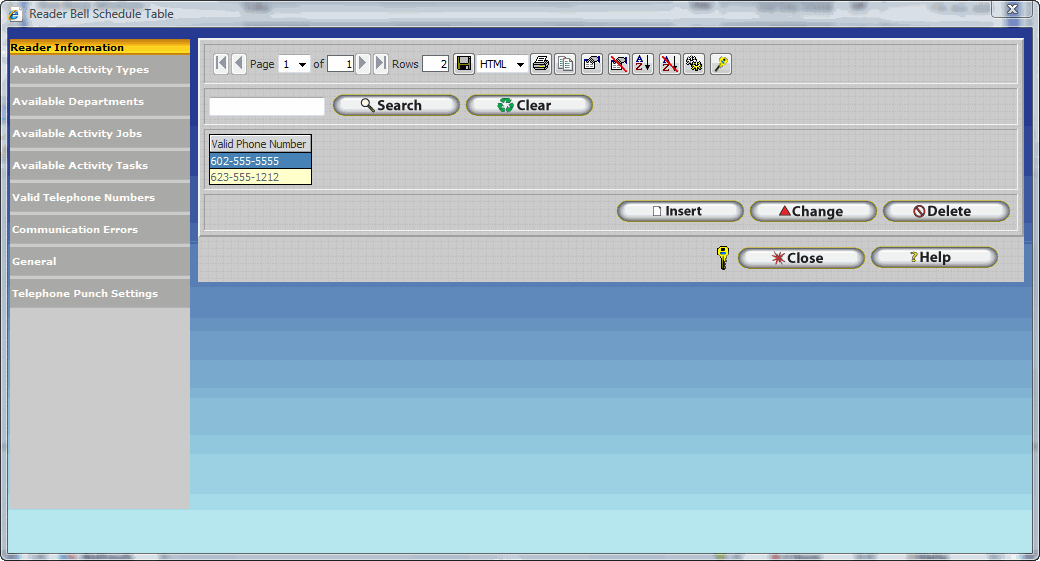 Reader Bell Schedule Table
Reader Information
Available Activity Types
Available Departments
Available Activity Jobs
Available Activity Tasks
Valid Telephone Numbers
Communication Errors
General
Telephone Punch Settings
Page 1 of 1 Rows 2 HTML
Search Clear
Valid Phone Number
602-555-5555
623-555-1212
Insert Change Delete
Close Help